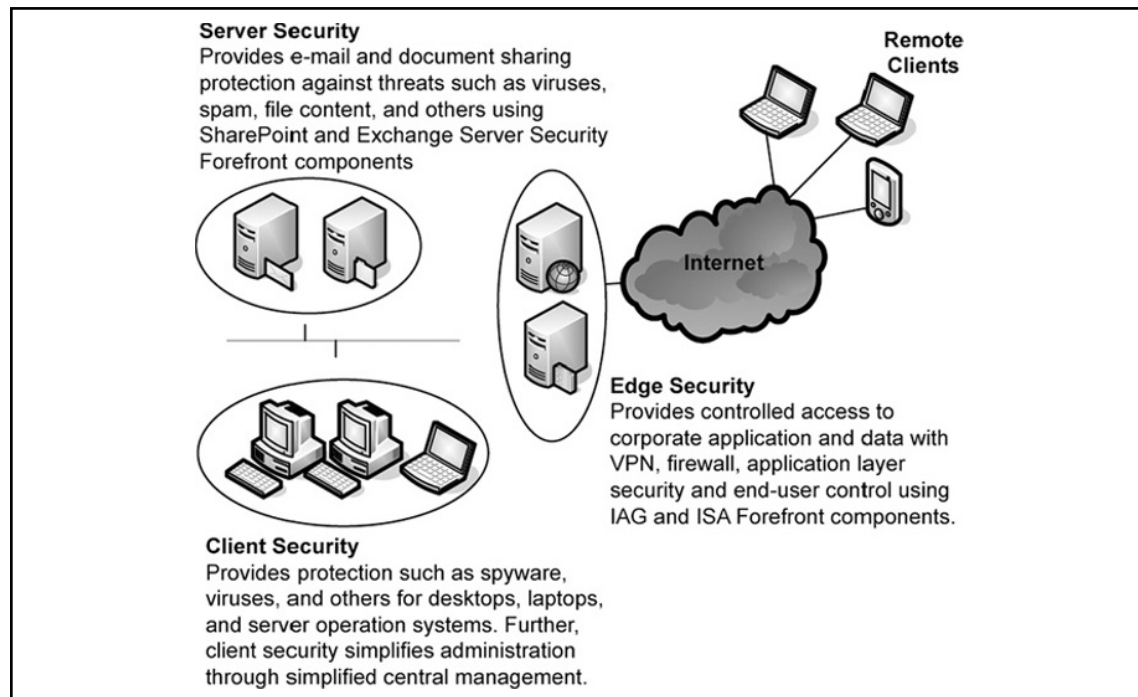 Server Security
Provides e-mail and document sharing
protection against threats such as viruses,
spam, file content, and others using
SharePoint and Exchange Server Security
Forefront components
Remote
Clients
Internet
Edge Security
Provides controlled access to
corporate application and data with
VPN, firewall, application layer
security and end-user control using
IAG and ISA Forefront components.
Client Security
Provides protection such as spyware,
viruses, and others for desktops, laptops,
and server operation systems. Further,
client security simplifies administration
through simplified central management.